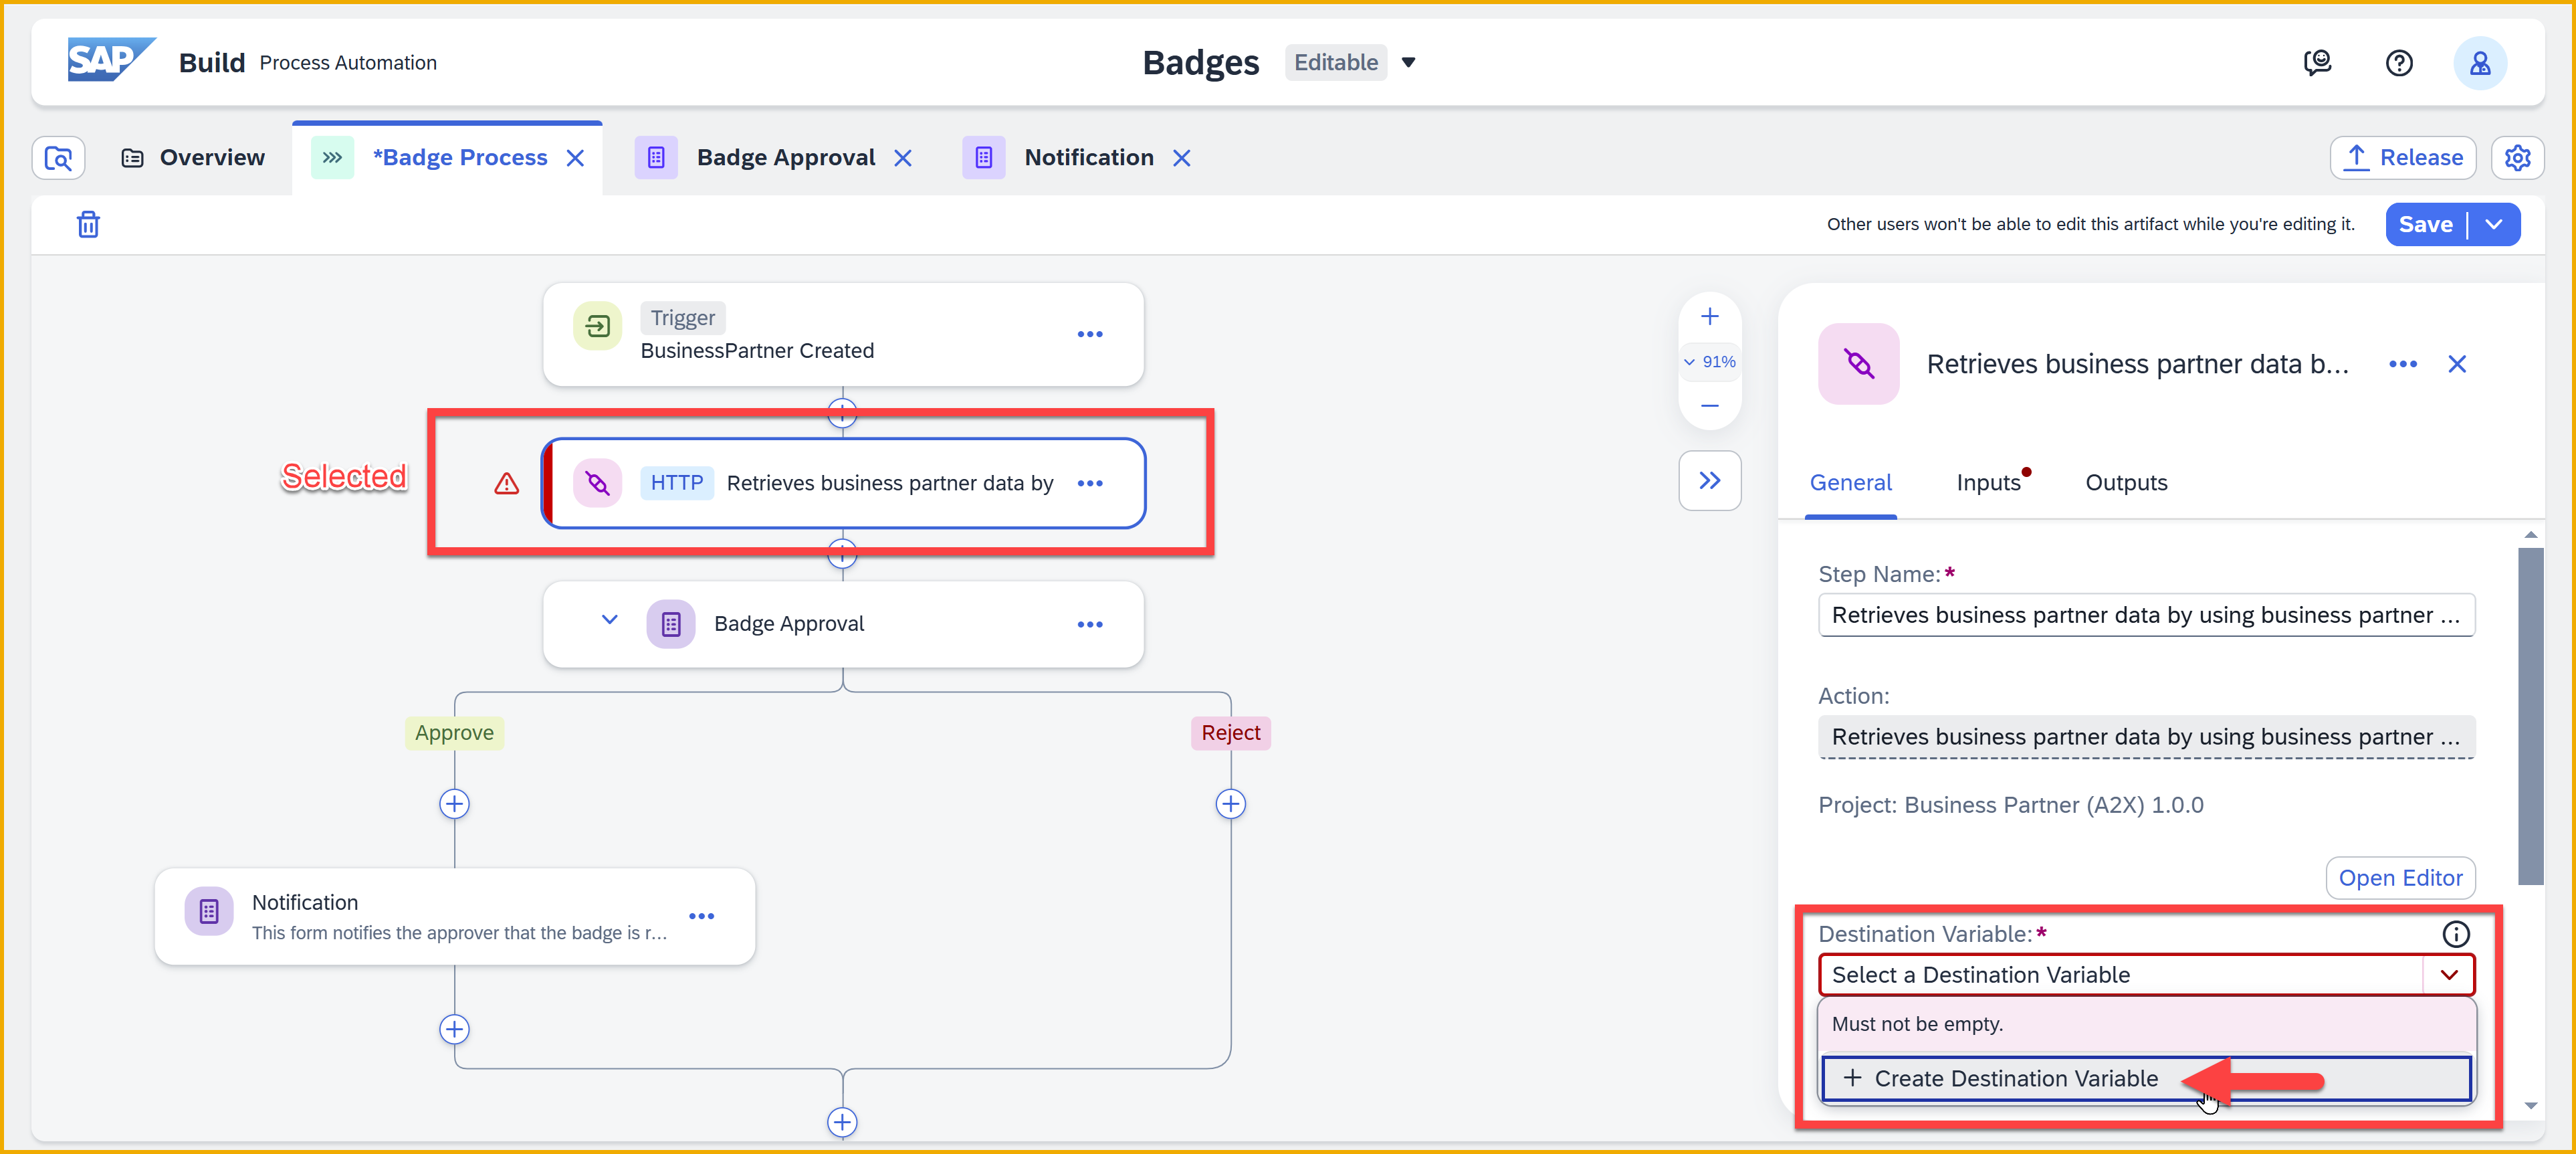 SAP Build Process Automation
Badges Editable
Overview
*Badge Process
Badge Approval
Notification
Release
Other users won't be able to edit this artifact while you're editing it.
Save
Trigger
BusinessPartner Created
91%
Selected
HTTP Retrieves business partner data by
Badge Approval
Approve
Reject
Notification
This form notifies the approver that the badge is r...
Retrieves business partner data b...
General Inputs Outputs
Step Name:*
Retrieves business partner data by using business partner ...
Action:
Retrieves business partner data by using business partner ...
Project: Business Partner (A2X) 1.0.0
Open Editor
Destination Variable:*
Select a Destination Variable
Must not be empty.
+ Create Destination Variable